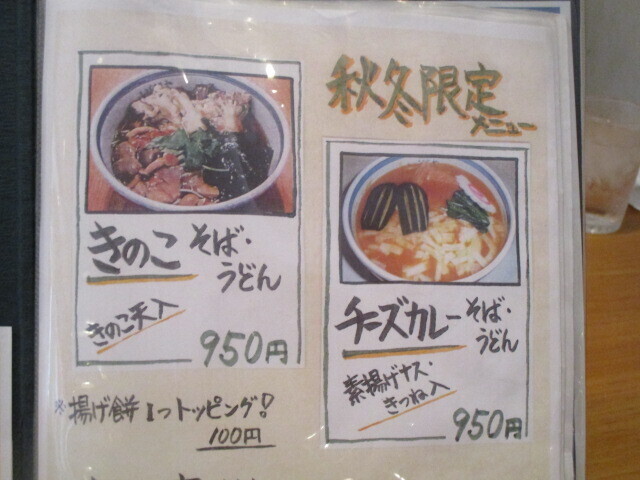 秋冬限定
メニュー
きのこ そば・
うどん
きのこ天入
950円
チーズカレー そば・
うどん
素揚げナス・
きつね入
950円
※揚げ餅1つトッピング!
100円